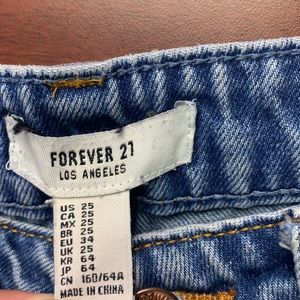 FOREVER 21
LOS ANGELES
US 25
CA 25
MX 25
BR 25
EU 34
UK 25
KR 64
JP 64
CN 160/64A
MADE IN CHINA